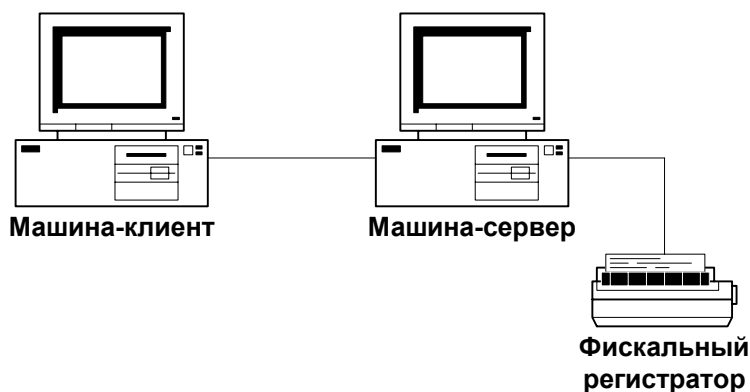 Машина-клиент
Машина-сервер
Фискальный
регистратор